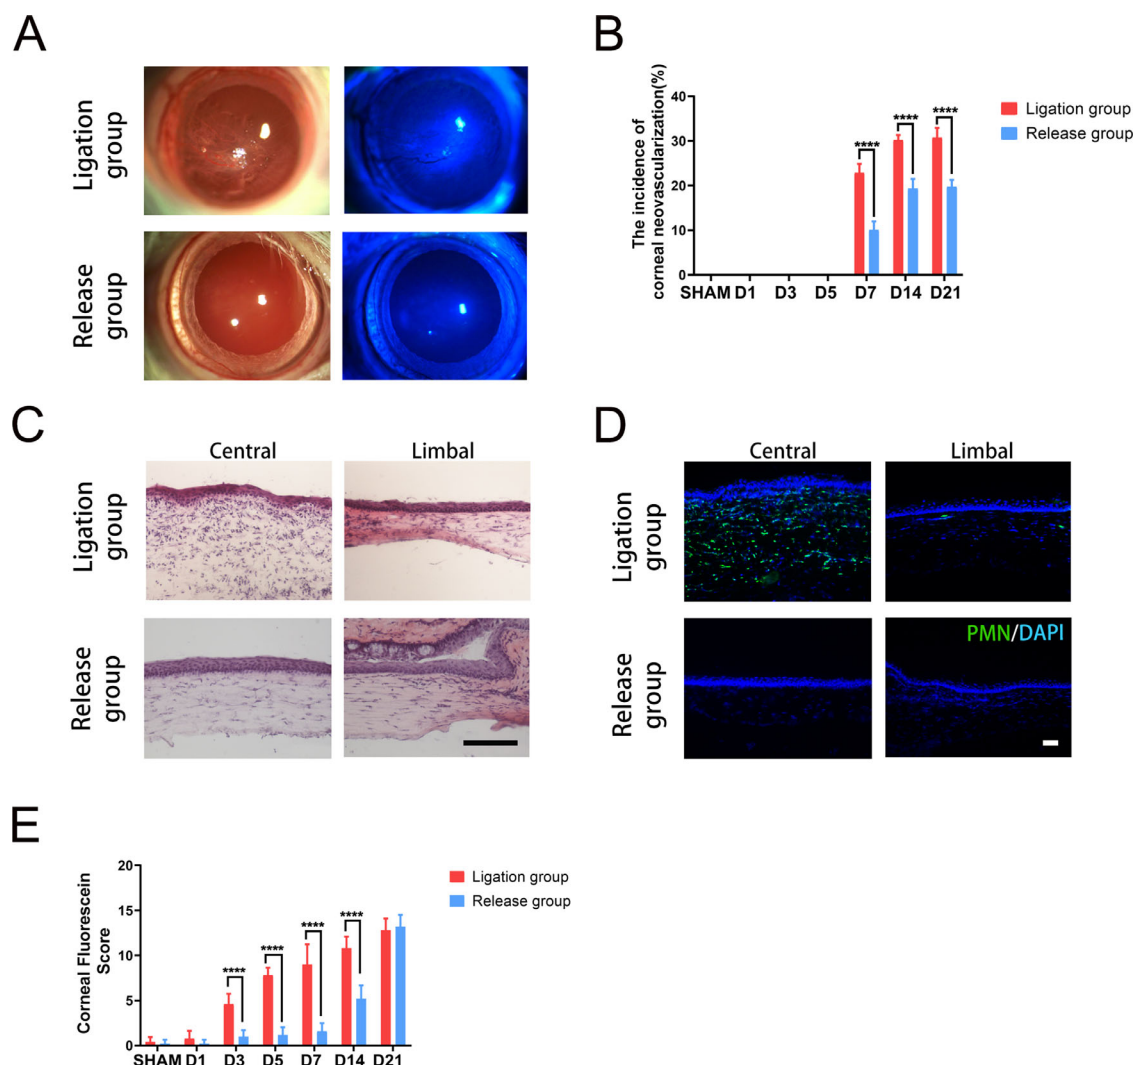 A
Ligation
group
Release
group
B
The incidence of
corneal neovascularization(%)
40
30
20
10
0
****
****
****
SHAM D1 D3 D5 D7 D14 D21
Ligation group
Release group
C
Central Limbal
Ligation
group
Release
group
D
Central Limbal
Ligation
group
Release
group
PMN/DAPI
E
Corneal Fluorescein
Score
20
15
10
5
0
****
****
****
****
SHAM D1 D3 D5 D7 D14 D21
Ligation group
Release group